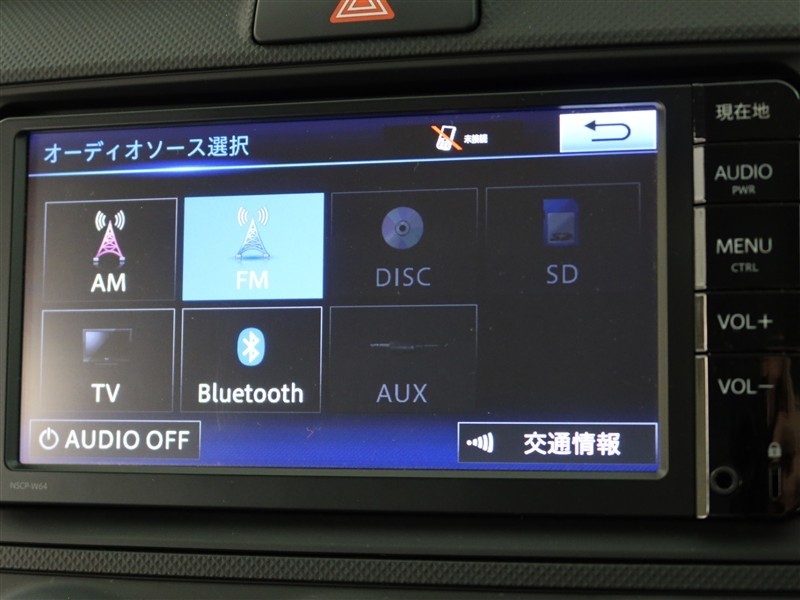 オーディオソース選択
未接続
現在地
AUDIO
PWR
AM
FM
DISC
SD
MENU
CTRL
TV
Bluetooth
AUX
VOL+
VOL−
AUDIO OFF
交通情報
NSCP-W64